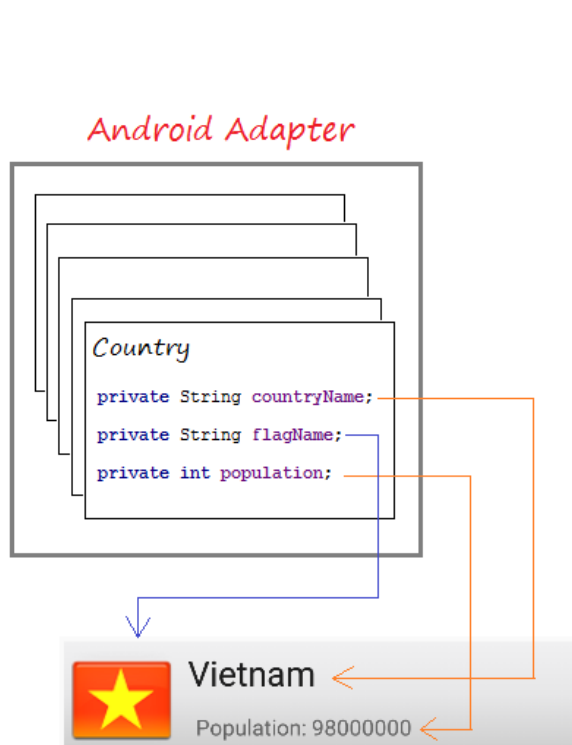 Android Adapter
Country
private String countryName;
private String flagName;
private int population;
Vietnam
Population: 98000000